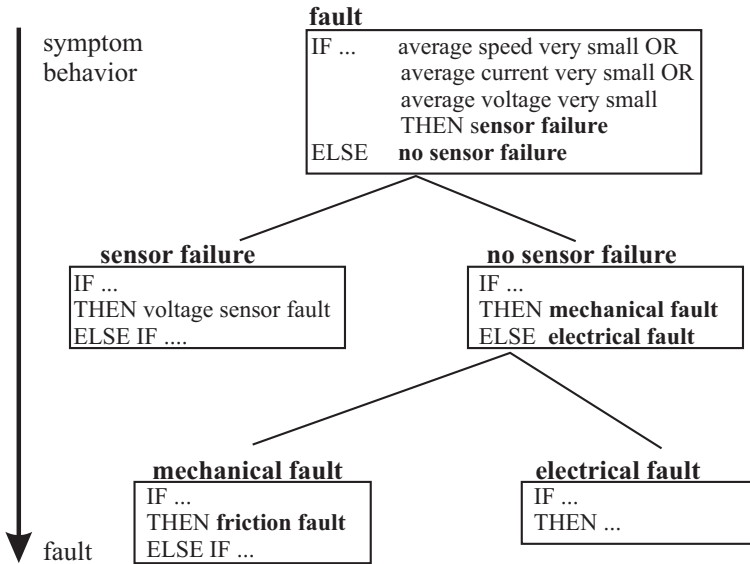 symptom
behavior
fault
IF ... average speed very small OR
average current very small OR
average voltage very small
THEN sensor failure
ELSE no sensor failure
sensor failure
IF ...
THEN voltage sensor fault
ELSE IF ....
no sensor failure
IF ...
THEN mechanical fault
ELSE electrical fault
mechanical fault
IF ...
THEN friction fault
ELSE IF ...
electrical fault
IF ...
THEN ...
fault